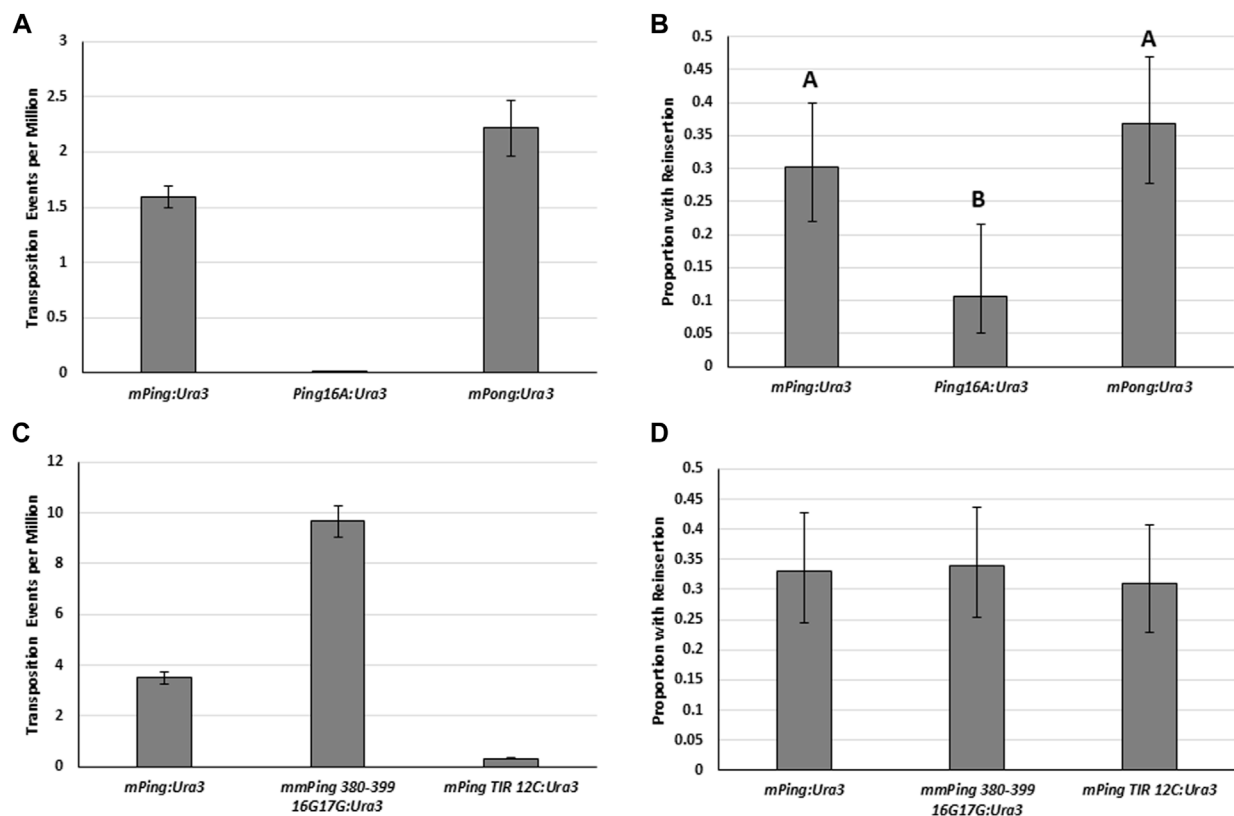 A
Transposition Events per Million
3
2.5
2
1.5
1
0.5
0
mPing:Ura3
Ping16A:Ura3
mPong:Ura3
B
Proportion with Reinsertion
0.5
0.45
0.4
0.35
0.3
0.25
0.2
0.15
0.1
0.05
0
A
B
A
mPing:Ura3
Ping16A:Ura3
mPong:Ura3
C
Transposition Events per Million
12
10
8
6
4
2
0
mPing:Ura3
mmPing 380-399
16G17G:Ura3
mPing TIR 12C:Ura3
D
Proportion with Reinsertion
0.5
0.45
0.4
0.35
0.3
0.25
0.2
0.15
0.1
0.05
0
mPing:Ura3
mmPing 380-399
16G17G:Ura3
mPing TIR 12C:Ura3